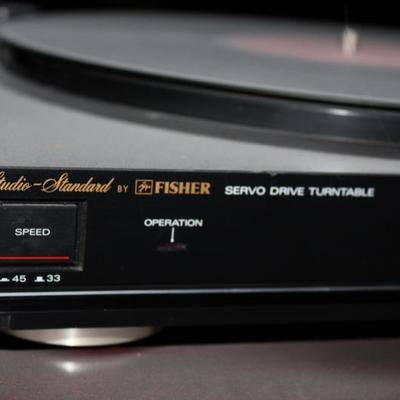 Studio-Standard BY FISHER SERVO DRIVE TURNTABLE
SPEED
OPERATION
45 33